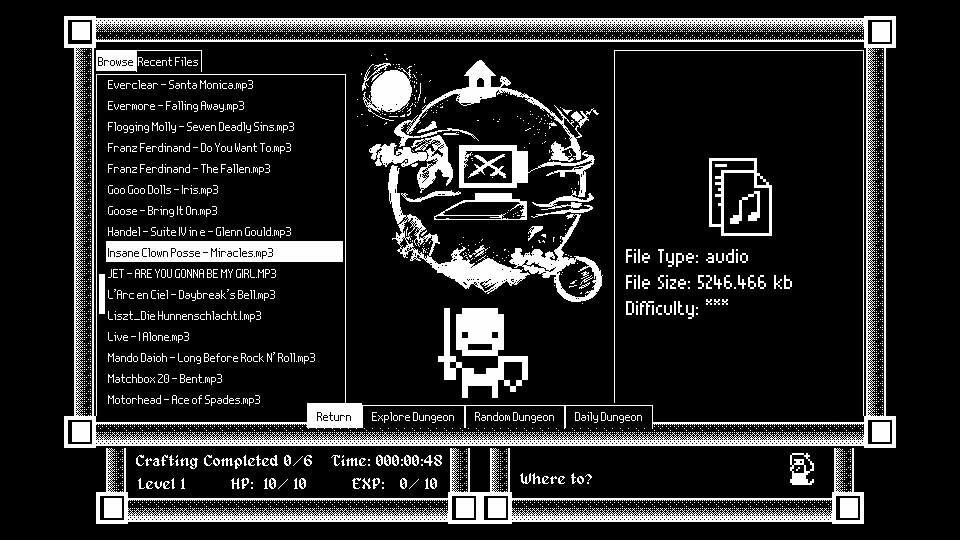 Browse Recent Files
Everclear - Santa Monica.mp3
Evermore - Falling Away.mp3
Flogging Molly - Seven Deadly Sins.mp3
Franz Ferdinand - Do You Want To.mp3
Franz Ferdinand - The Fallen.mp3
Goo Goo Dolls - Iris.mp3
Goose - Bring It On.mp3
Handel - Suite IV in e - Glenn Gould.mp3
Insane Clown Posse - Miracles.mp3
JET - ARE YOU GONNA BE MY GIRL.MP3
L'Arc en Ciel - Daybreak's Bell.mp3
Liszt_Die Hunnenschlacht.1.mp3
Live - I Alone.mp3
Mando Daioh - Long Before Rock N' Roll.mp3
Matchbox 20 - Bent.mp3
Motorhead - Ace of Spades.mp3
File Type: audio
File Size: 5246.466 kb
Difficulty: ***
Return Explore Dungeon Random Dungeon Daily Dungeon
Crafting Completed 0/6 Time: 000:00:48
Level 1 HP: 10/ 10 EXP: 0/ 10
Where to?